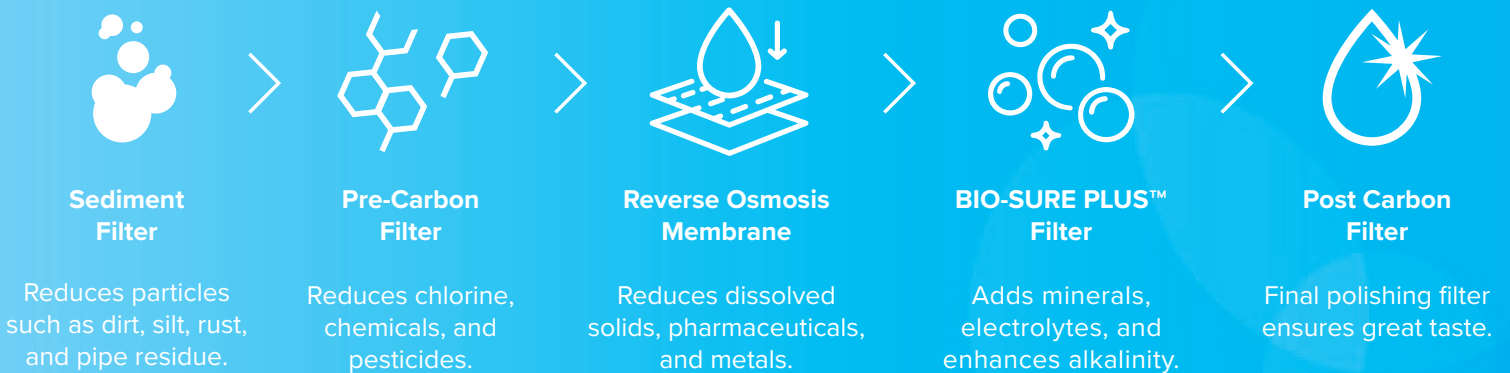 Sediment
Filter
Reduces particles
such as dirt, silt, rust,
and pipe residue.
Pre-Carbon
Filter
Reduces chlorine,
chemicals, and
pesticides.
Reverse Osmosis
Membrane
Reduces dissolved
solids, pharmaceuticals,
and metals.
BIO-SURE PLUS™
Filter
Adds minerals,
electrolytes, and
enhances alkalinity.
Post Carbon
Filter
Final polishing filter
ensures great taste.